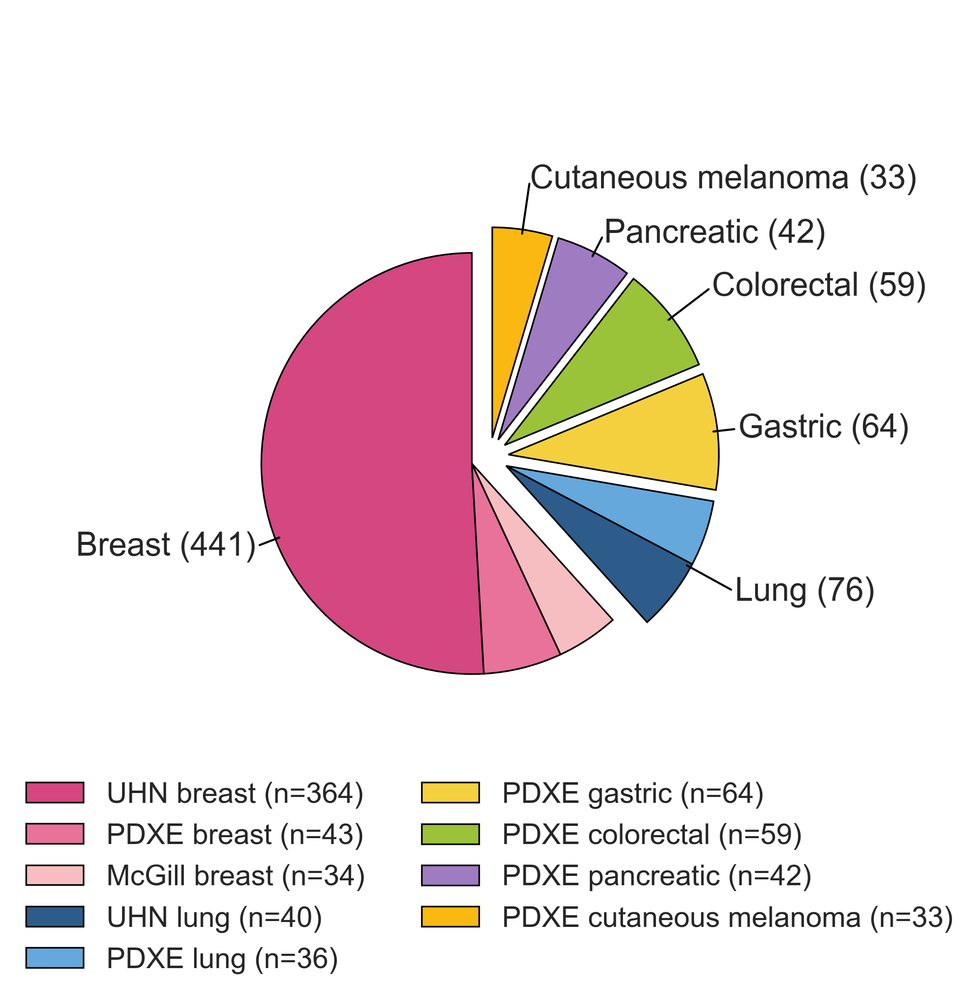 Cutaneous melanoma (33)
Pancreatic (42)
Colorectal (59)
Gastric (64)
Breast (441)
Lung (76)
UHN breast (n=364)
PDXE breast (n=43)
McGill breast (n=34)
UHN lung (n=40)
PDXE lung (n=36)
PDXE gastric (n=64)
PDXE colorectal (n=59)
PDXE pancreatic (n=42)
PDXE cutaneous melanoma (n=33)